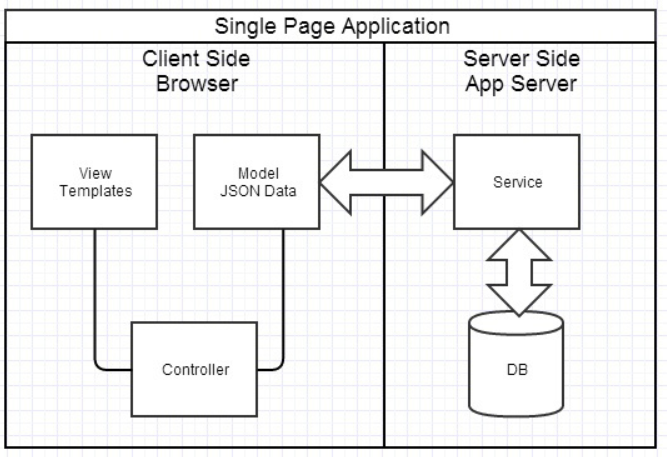 Single Page Application
Client Side
Browser
Server Side
App Server
View
Templates
Model
JSON Data
Service
Controller
DB